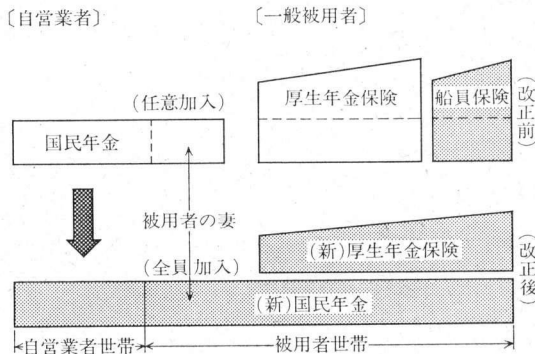 〔自営業者〕
〔一般被用者〕
(任意加入)
国民年金
厚生年金保険
船員保険
(改正前)
被用者の妻
(全員加入)
(新)厚生年金保険
(改正後)
(新)国民年金
自営業者世帯
被用者世帯